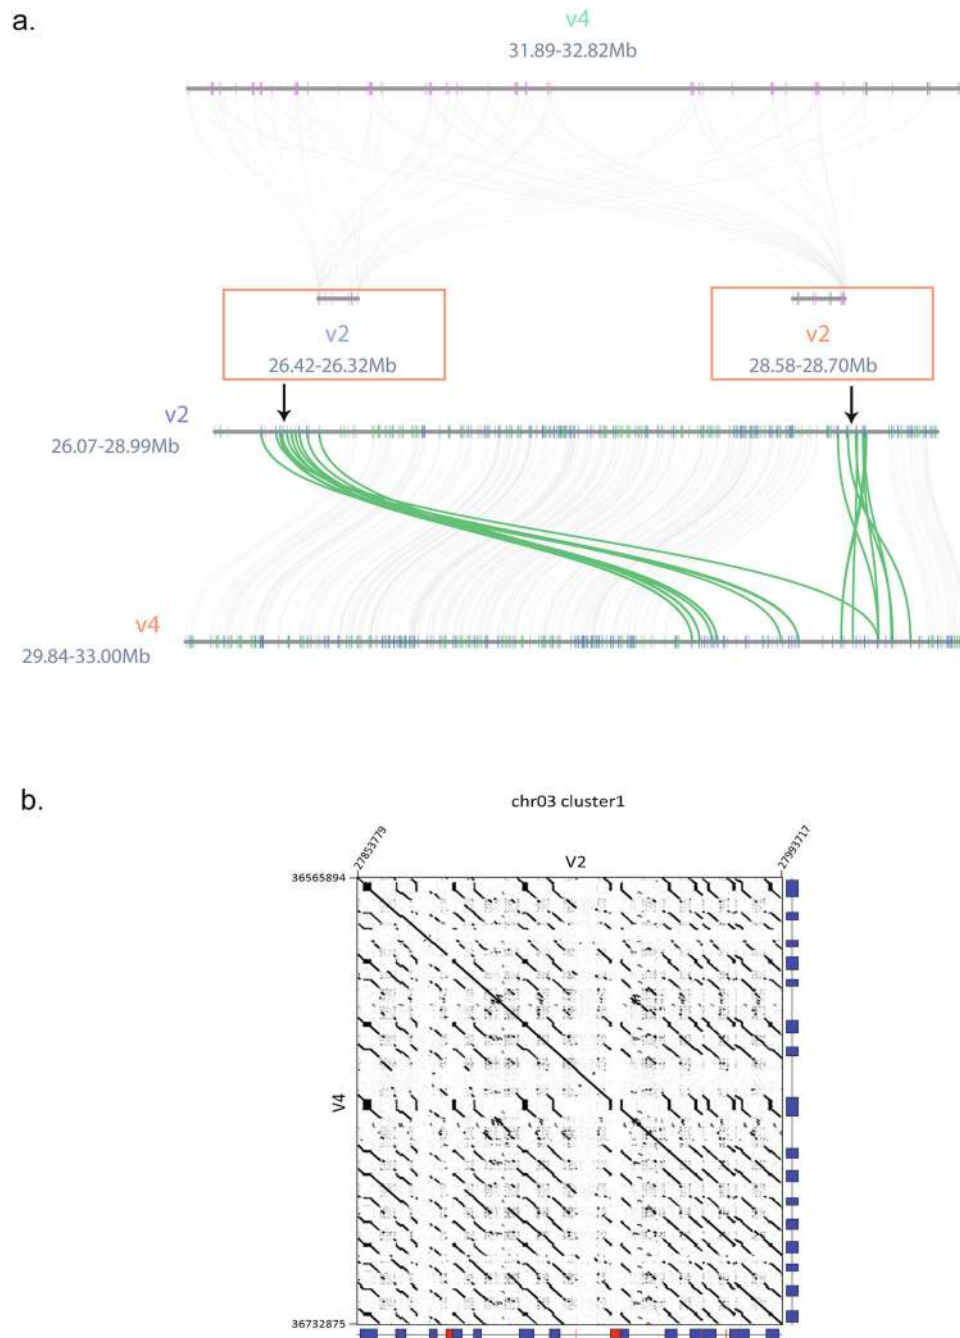 a.
v4
31.89-32.82Mb
v2
26.42-26.32Mb
v2
28.58-28.70Mb
v2
26.07-28.99Mb
v4
29.84-33.00Mb
b.
chr03 cluster1
27853779
V2
27993717
36565894
V4
36732875